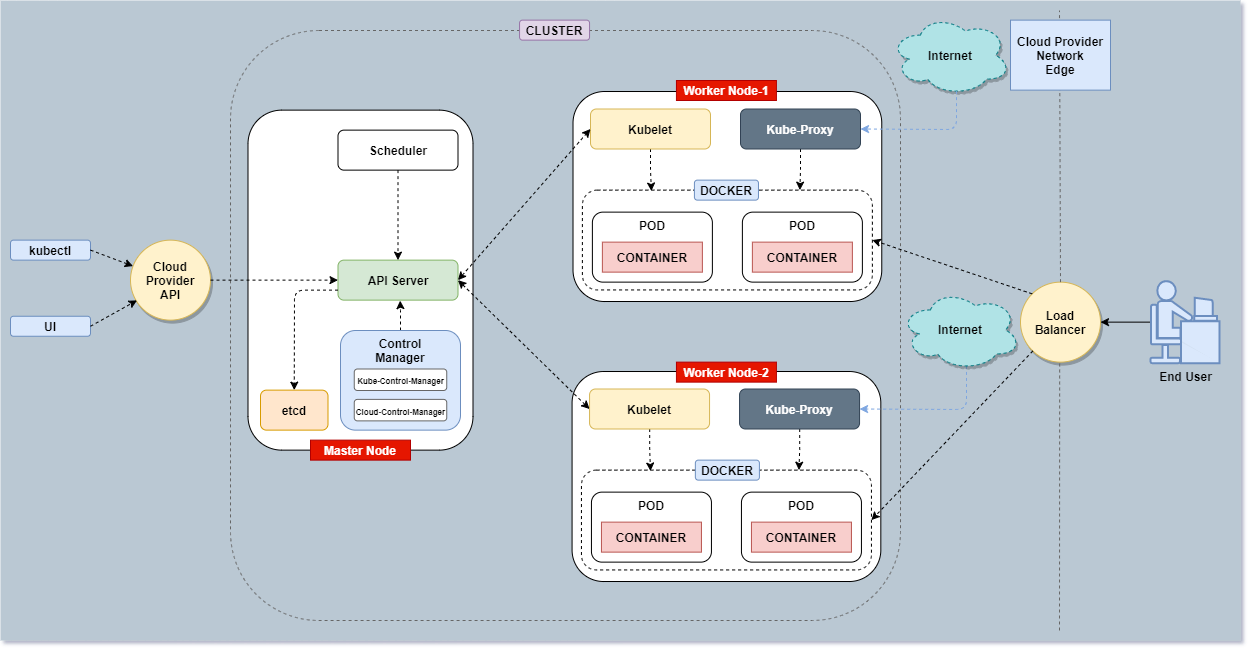 CLUSTER
Internet
Cloud Provider
Network
Edge
Worker Node-1
Kubelet
Kube-Proxy
DOCKER
POD
CONTAINER
POD
CONTAINER
Scheduler
kubectl
UI
Cloud
Provider
API
API Server
Control
Manager
Kube-Control-Manager
Cloud-Control-Manager
etcd
Master Node
Internet
Load
Balancer
End User
Worker Node-2
Kubelet
Kube-Proxy
DOCKER
POD
CONTAINER
POD
CONTAINER